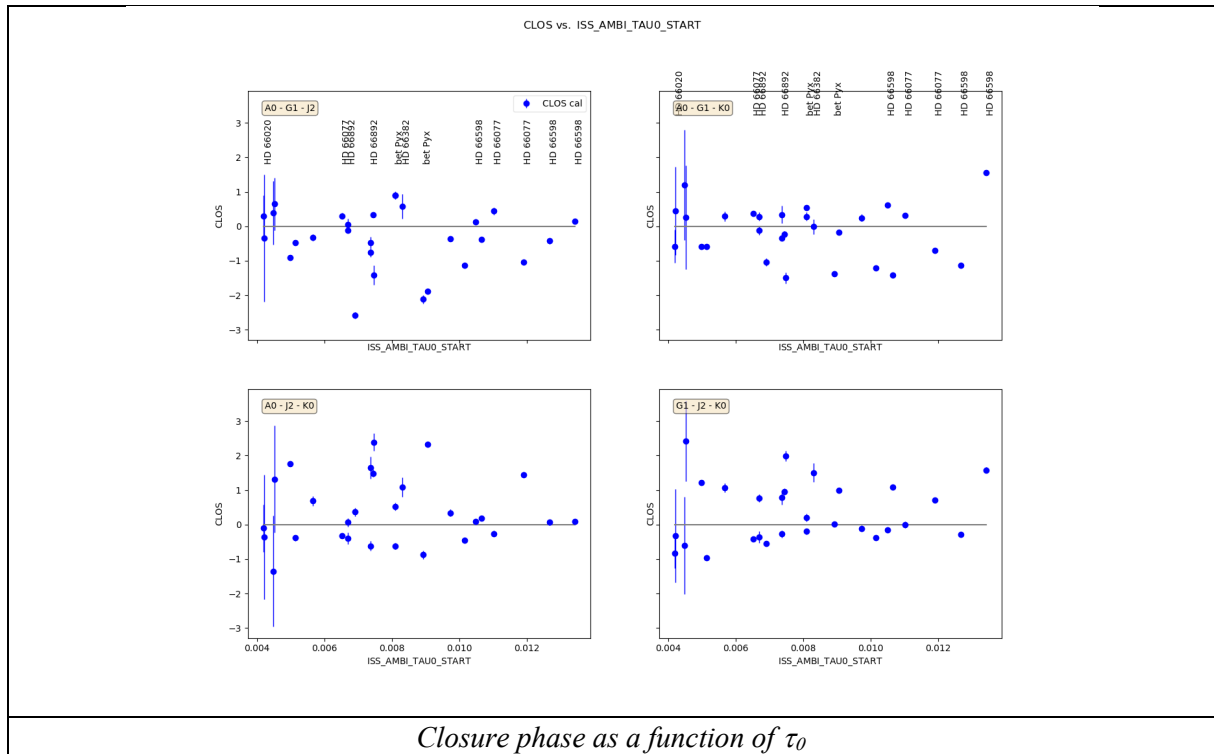 CLOS vs. ISS_AMBI_TAU0_START
A0 - G1 - J2
CLOS cal
HD 66020
HD 66077
HD 66892
HD 66892
bet Pyx
HD 66382
bet Pyx
HD 66598
HD 66077
HD 66077
HD 66598
HD 66598
CLOS
3
2
1
0
−1
−2
−3
ISS_AMBI_TAU0_START
A0 - G1 - K0
HD 66020
HD 66077
HD 66892
HD 66892
bet Pyx
HD 66382
bet Pyx
HD 66598
HD 66077
HD 66077
HD 66598
HD 66598
CLOS
ISS_AMBI_TAU0_START
A0 - J2 - K0
CLOS
3
2
1
0
−1
−2
−3
0.004 0.006 0.008 0.010 0.012
ISS_AMBI_TAU0_START
G1 - J2 - K0
CLOS
0.004 0.006 0.008 0.010 0.012
ISS_AMBI_TAU0_START
Closure phase as a function of τ0